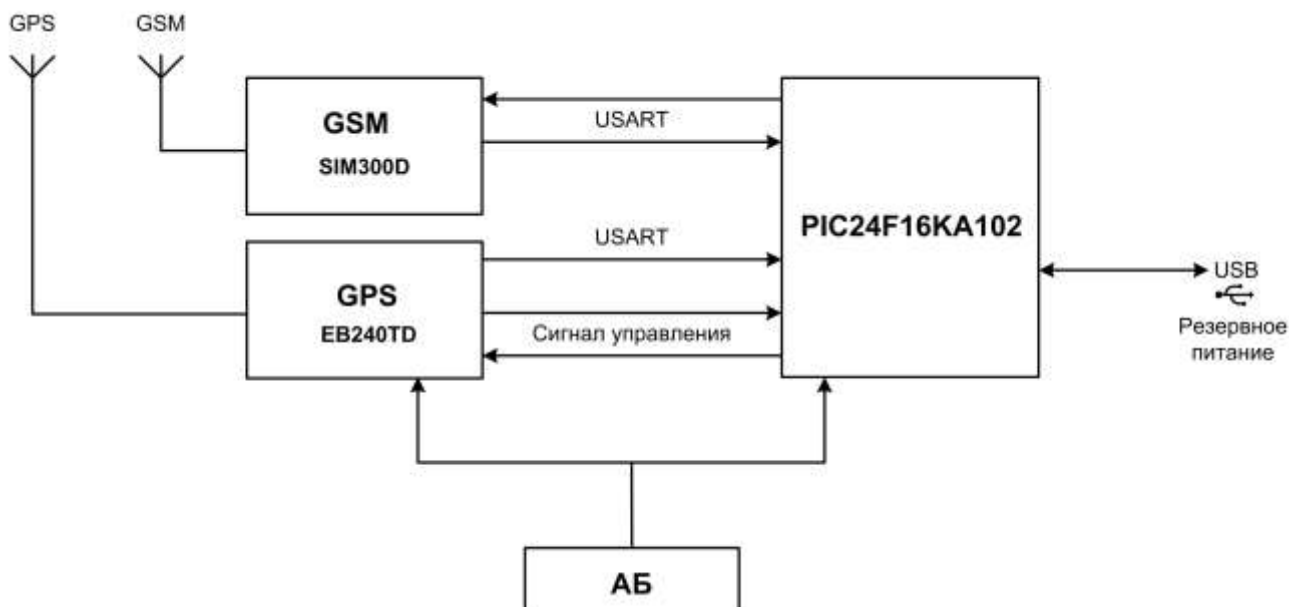 GPS
GSM
GSM
SIM300D
USART
PIC24F16KA102
USART
GPS
EB240TD
Сигнал управления
USB
Резервное
питание
АБ